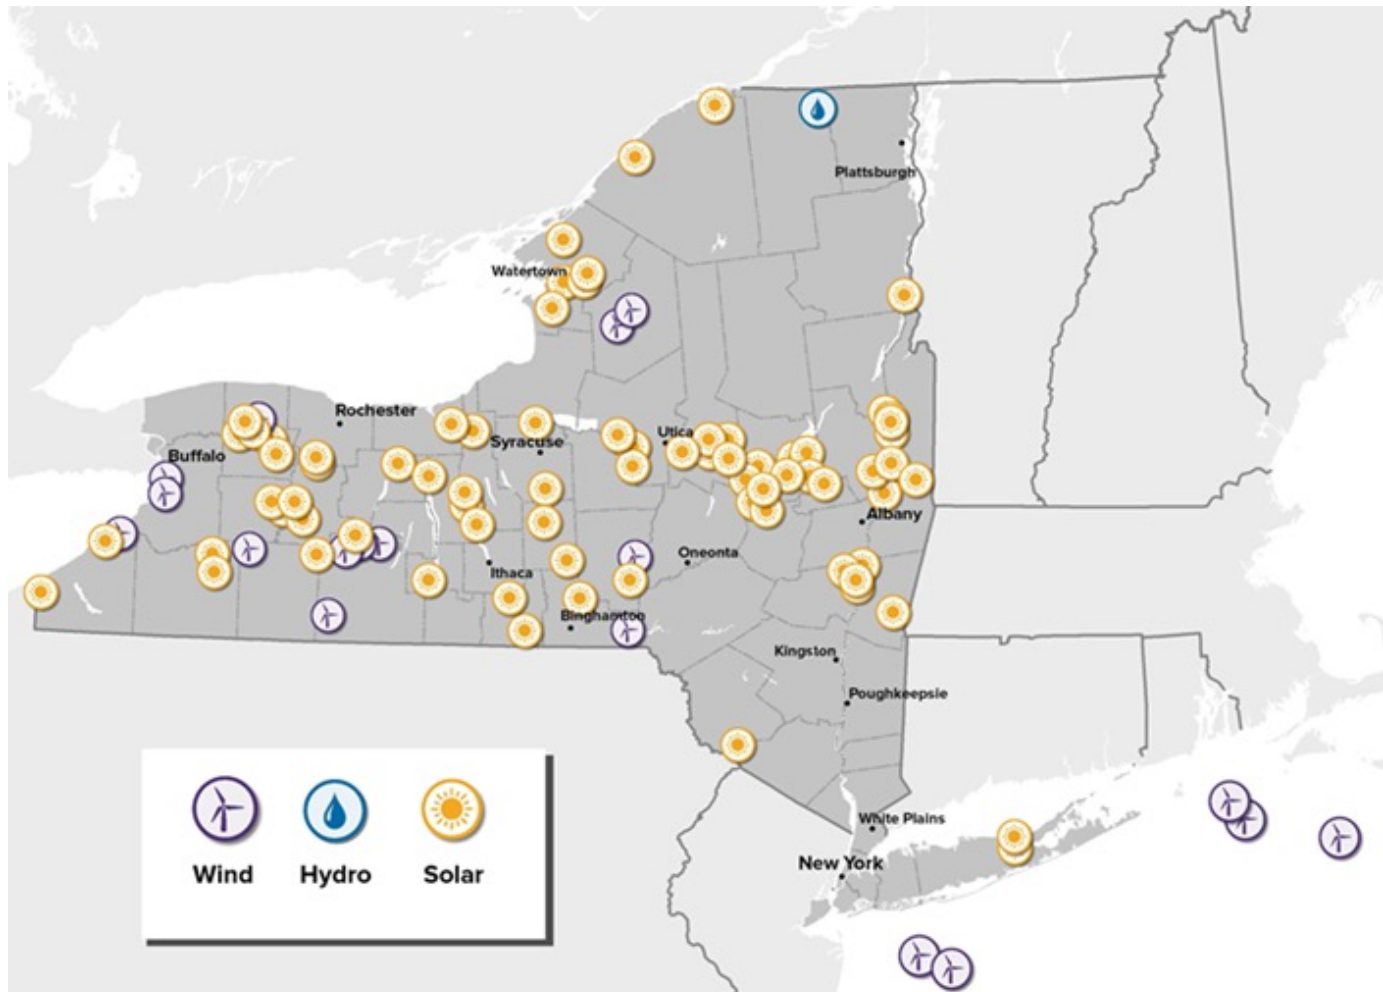 Plattsburgh
Watertown
Rochester
Utica
Syracuse
Buffalo
Albany
Oneonta
Ithaca
Binghamton
Kingston
Poughkeepsie
White Plains
New York
Wind Hydro Solar